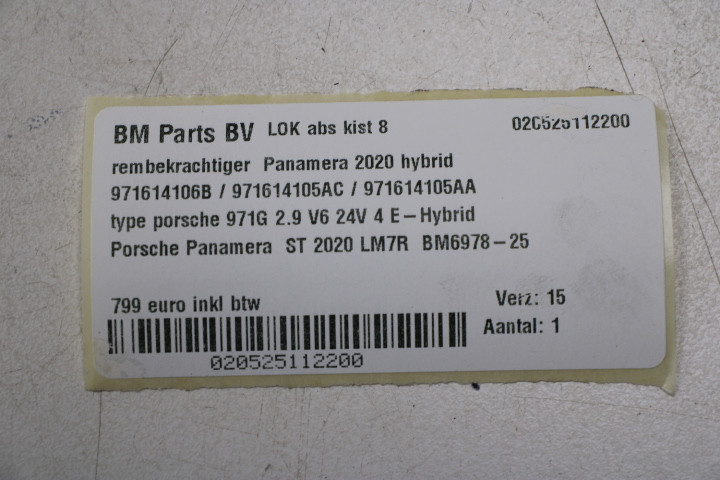 BM Parts BV LOK abs kist 8 020525112200
rembekrachtiger Panamera 2020 hybrid
971614106B / 971614105AC / 971614105AA
type porsche 971G 2.9 V6 24V 4 E-Hybrid
Porsche Panamera ST 2020 LM7R BM6978-25
799 euro inkl btw Verz: 15
Aantal: 1
020525112200